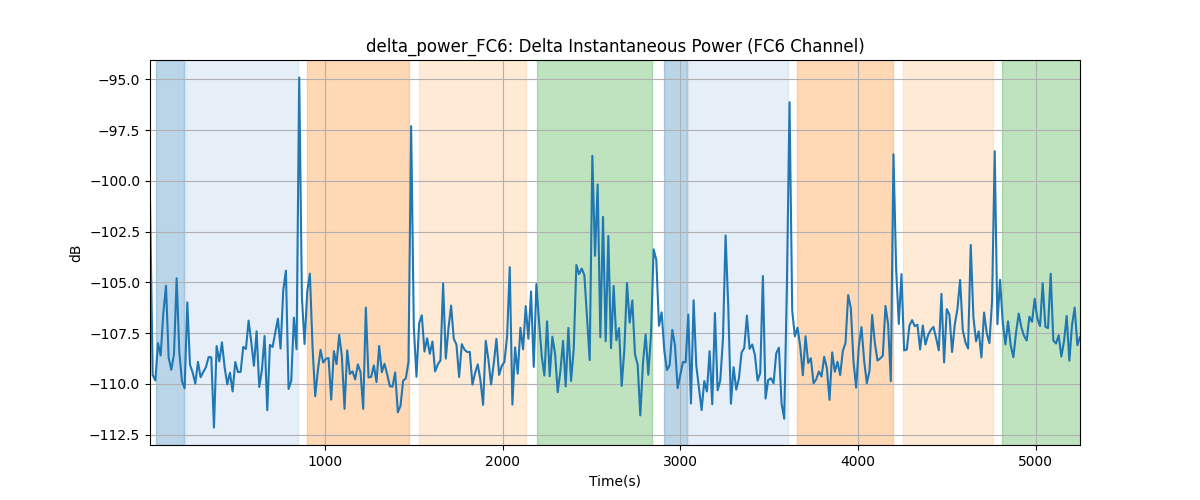 delta_power_FC6: Delta Instantaneous Power (FC6 Channel)
dB
−95.0
−97.5
−100.0
−102.5
−105.0
−107.5
−110.0
−112.5
1000 2000 3000 4000 5000
Time(s)